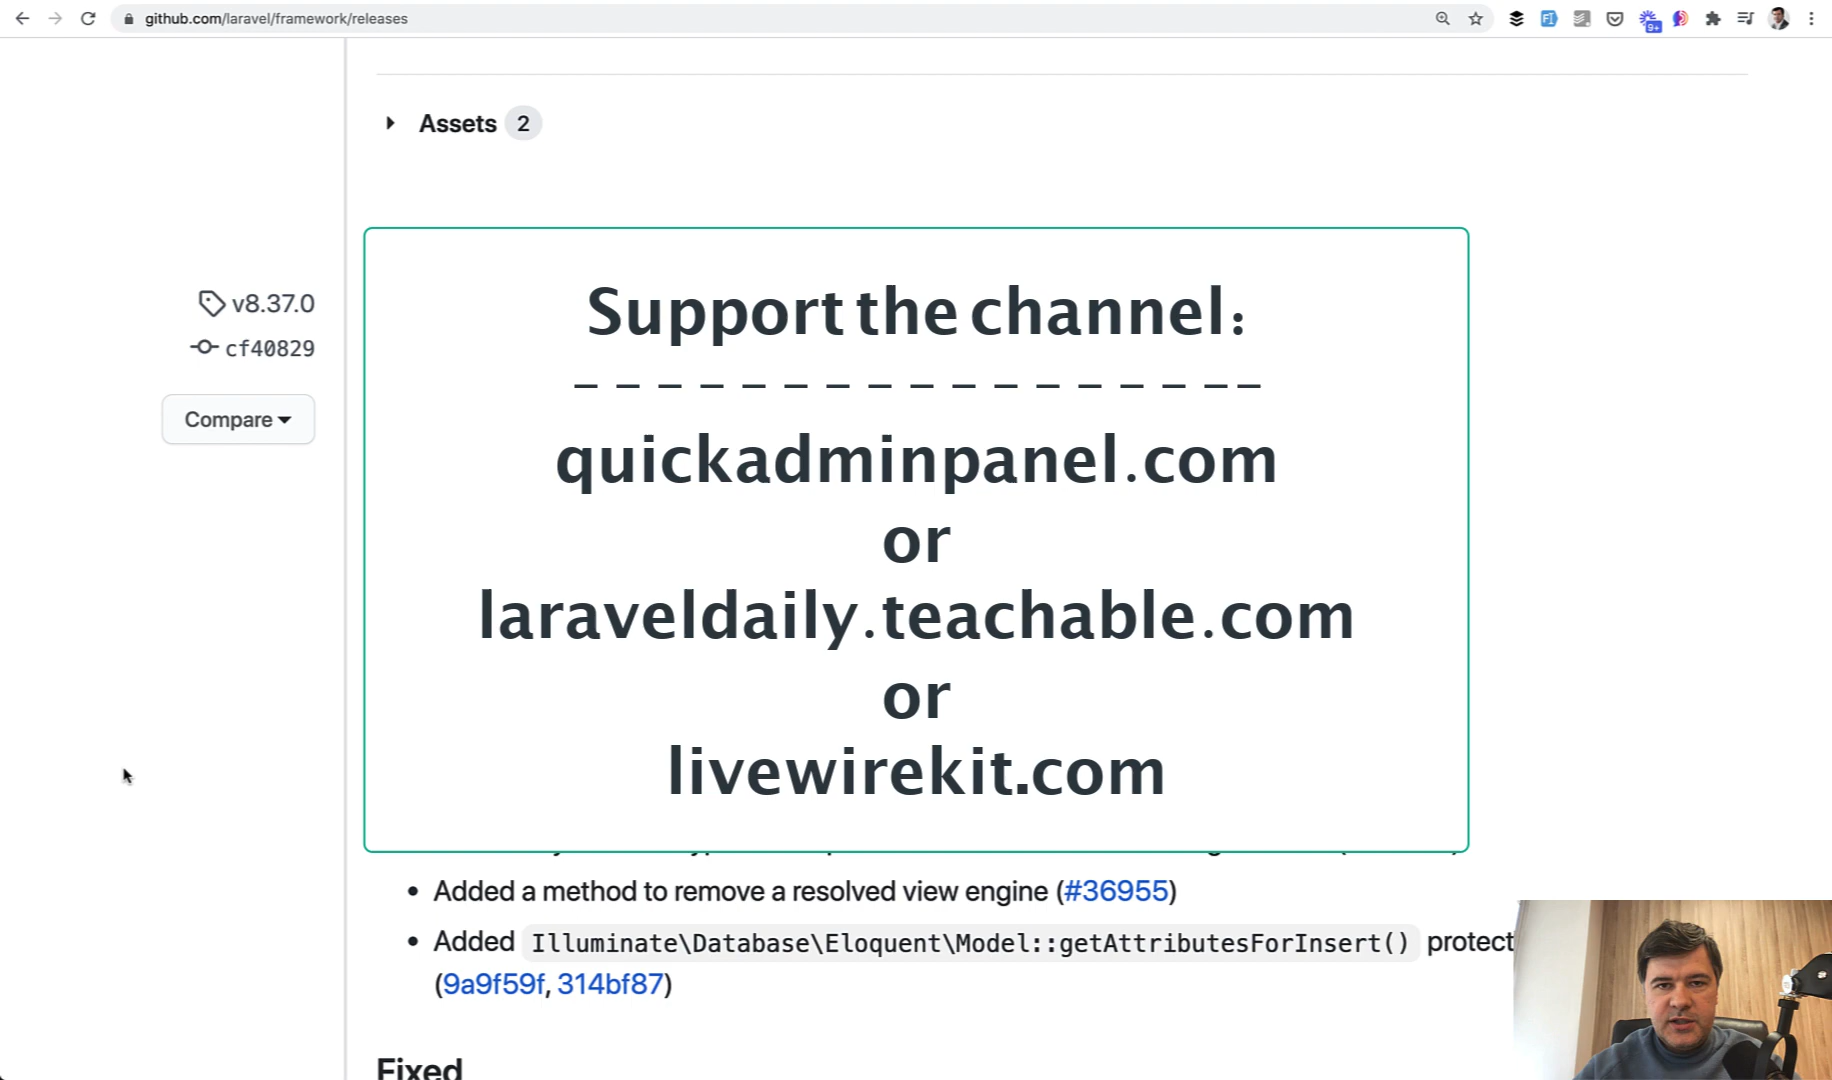 github.com/laravel/framework/releases
9+
Assets 2
v8.37.0
cf40829
Compare
Support the channel:
- - - - - - - - - - - - - - - - -
quickadminpanel.com
or
laraveldaily.teachable.com
or
livewirekit.com
Added a method to remove a resolved view engine (#36955)
Added Illuminate\Database\Eloquent\Model::getAttributesForInsert() protect
(9a9f59f, 314bf87)
Fixed